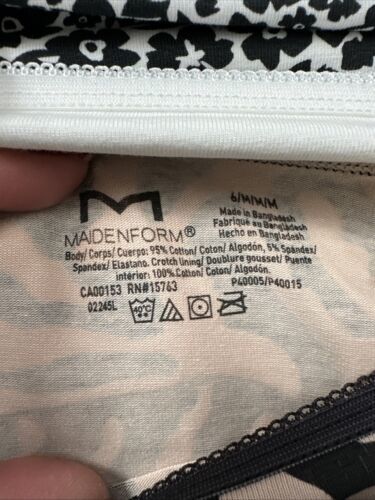 M
MAIDENFORM®
6/M/M/M
Made in Bangladesh
Fabriqué au Bangladesh
Hecho en Bangladesh
Body/Corps/Cuerpo: 95% Cotton/Coton/Algodón, 5% Spandex/
Spandex/Elastano. Crotch lining/Doublure gousset/Puente
interior: 100% Cotton/Coton/Algodón.
CA00153 RN#15763
P40005/P40015
02245L
40°C